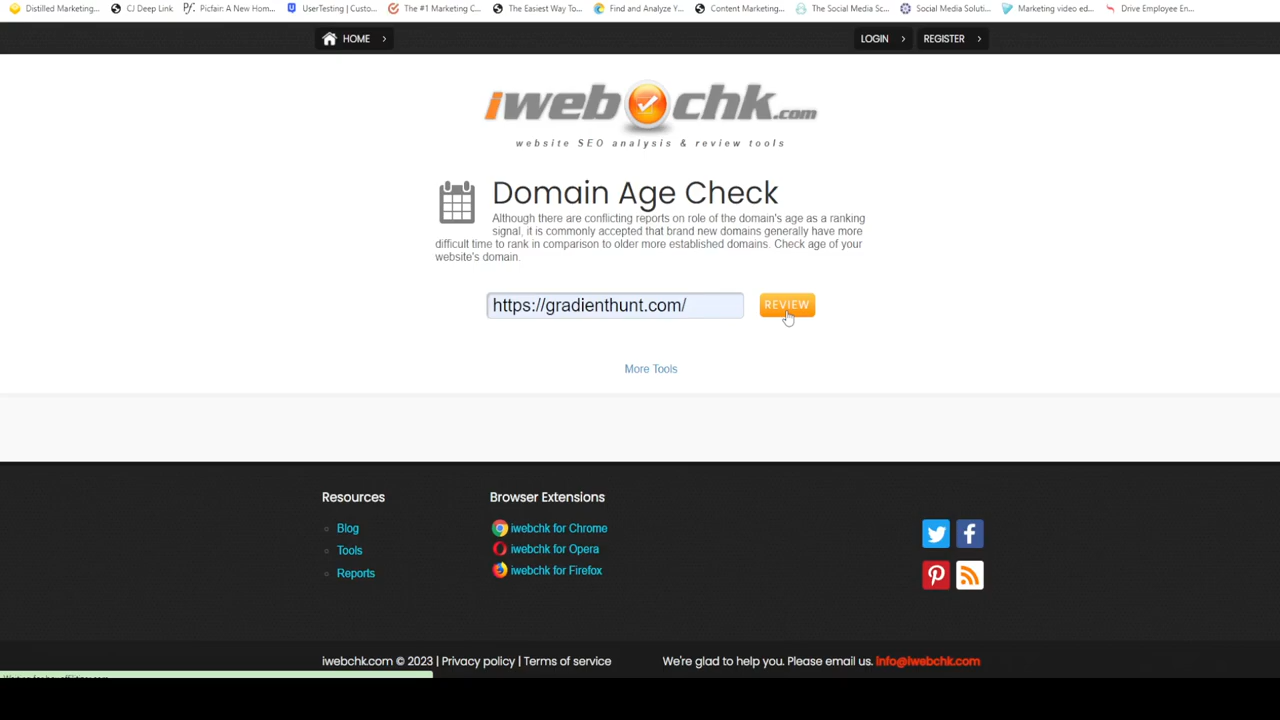 Distilled Marketing... CJ Deep Link Picfair: A New Hom... UserTesting | Custo... The #1 Marketing C... The Easiest Way To... Find and Analyze Y... Content Marketing... The Social Media Sc... Social Media Soluti... Marketing video ed... Drive Employee En...
HOME > LOGIN > REGISTER >
iwebchk.com
website SEO analysis & review tools
Domain Age Check
Although there are conflicting reports on role of the domain's age as a ranking
signal, it is commonly accepted that brand new domains generally have more
difficult time to rank in comparison to older more established domains. Check age of your
website's domain.
https://gradienthunt.com/ REVIEW
More Tools
Resources
Blog
Tools
Reports
Browser Extensions
iwebchk for Chrome
iwebchk for Opera
iwebchk for Firefox
iwebchk.com © 2023 | Privacy policy | Terms of service We're glad to help you. Please email us. info@iwebchk.com